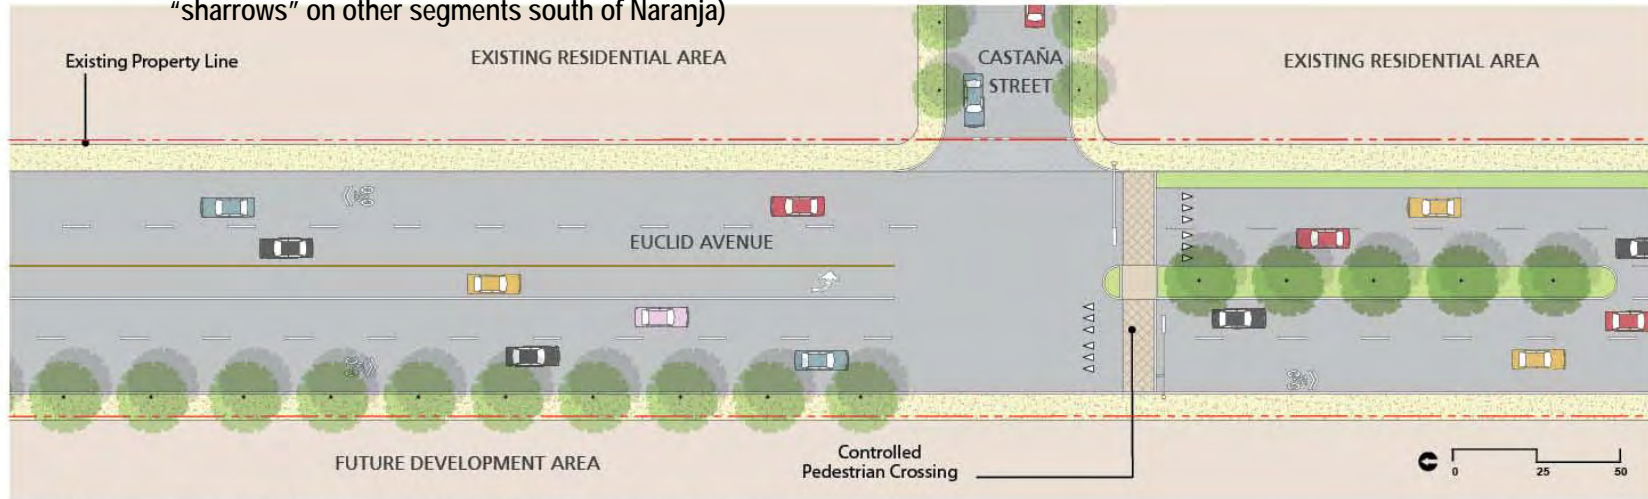 “sharrows” on other segments south of Naranja)
Existing Property Line
EXISTING RESIDENTIAL AREA
CASTAÑA
STREET
EXISTING RESIDENTIAL AREA
EUCLID AVENUE
FUTURE DEVELOPMENT AREA
Controlled
Pedestrian Crossing
0 25 50